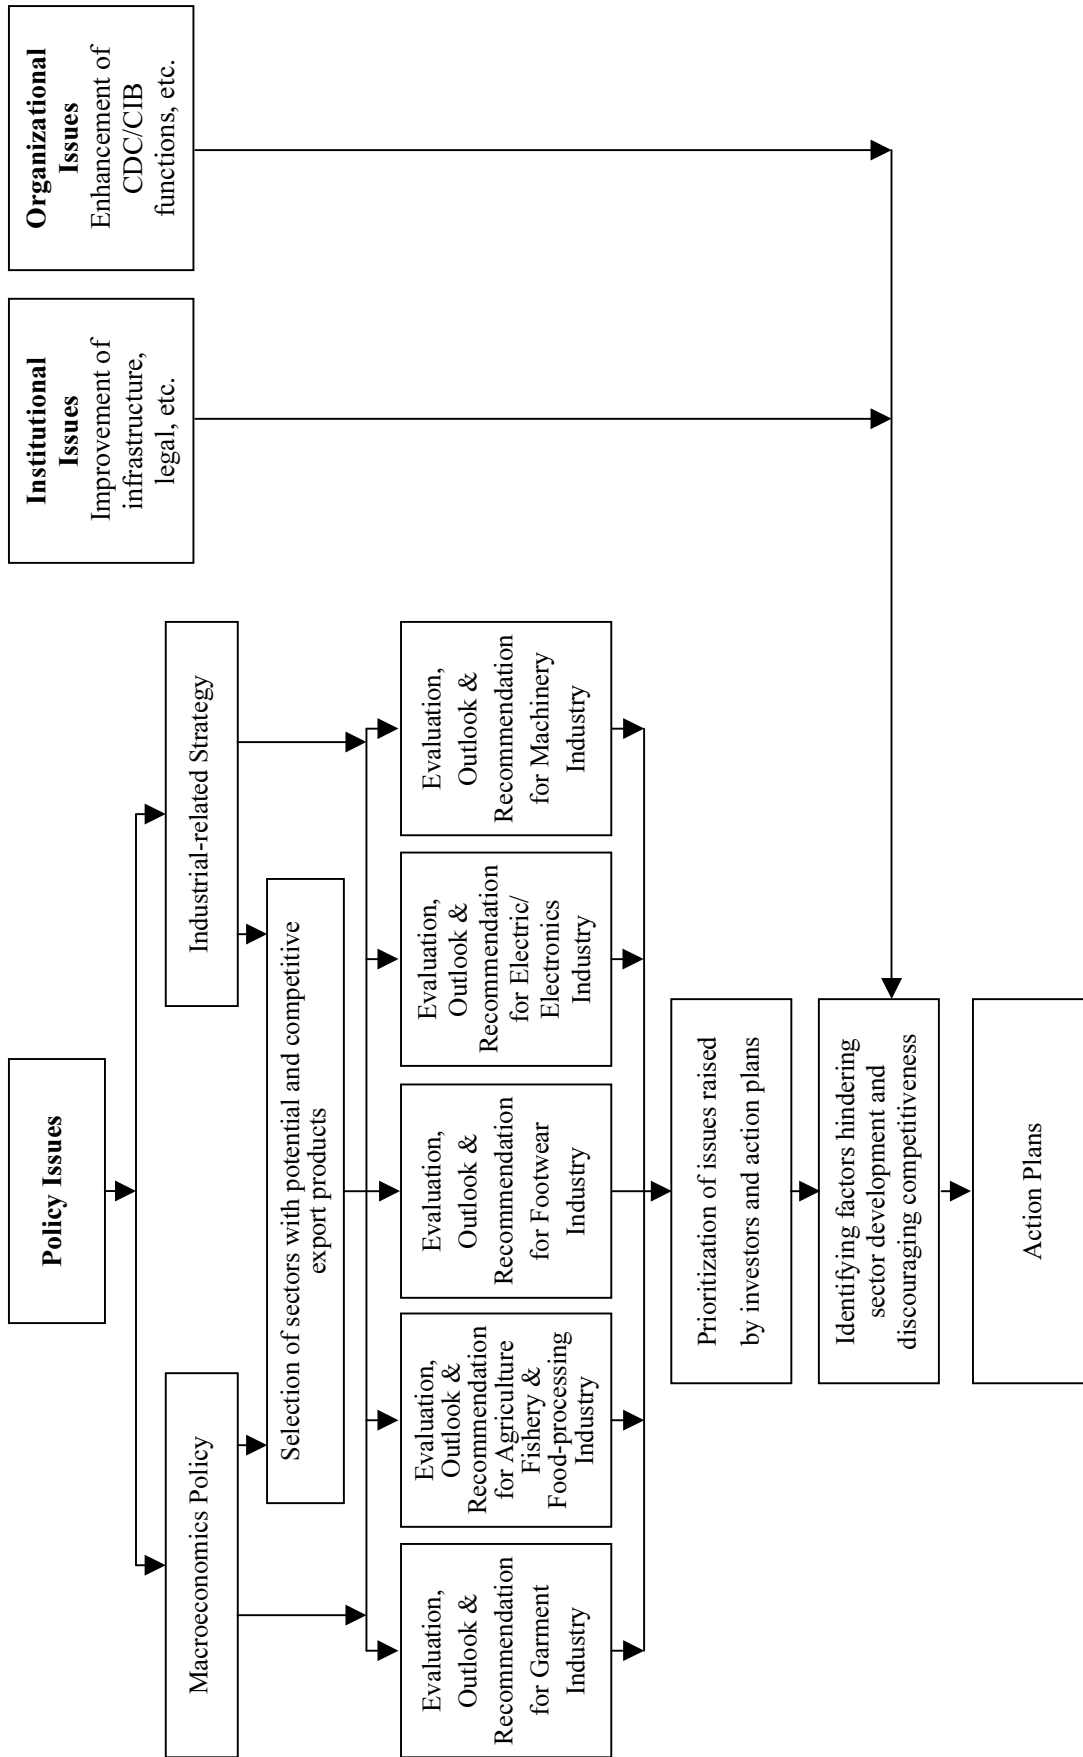 Policy Issues
Institutional
Issues
Improvement of
infrastructure,
legal, etc.
Organizational
Issues
Enhancement of
CDC/CIB
functions, etc.
Macroeconomics Policy
Industrial-related Strategy
Selection of sectors with potential and competitive
export products
Evaluation,
Outlook &
Recommendation
for Garment
Industry
Evaluation,
Outlook &
Recommendation
for Agriculture
Fishery &
Food-processing
Industry
Evaluation,
Outlook &
Recommendation
for Footwear
Industry
Evaluation,
Outlook &
Recommendation
for Electric/
Electronics
Industry
Evaluation,
Outlook &
Recommendation
for Machinery
Industry
Prioritization of issues raised
by investors and action plans
Identifying factors hindering
sector development and
discouraging competitiveness
Action Plans